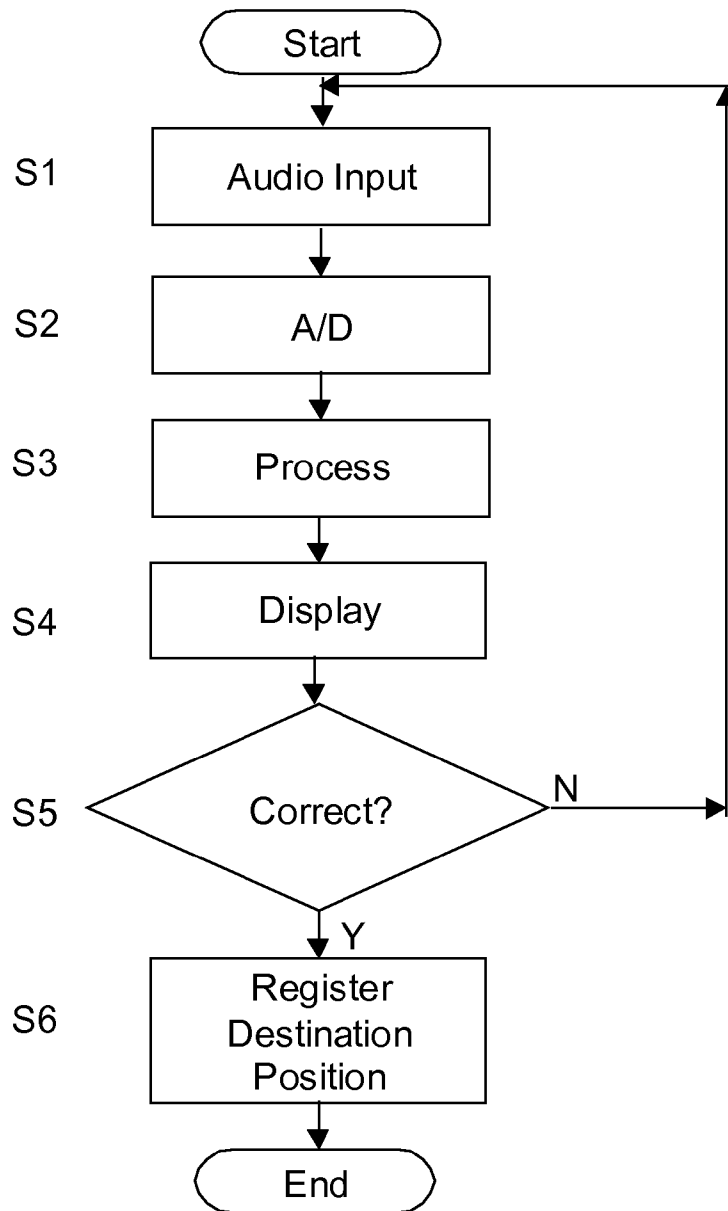 Start
S1
Audio Input
S2
A/D
S3
Process
S4
Display
S5
Correct?
N
Y
S6
Register
Destination
Position
End